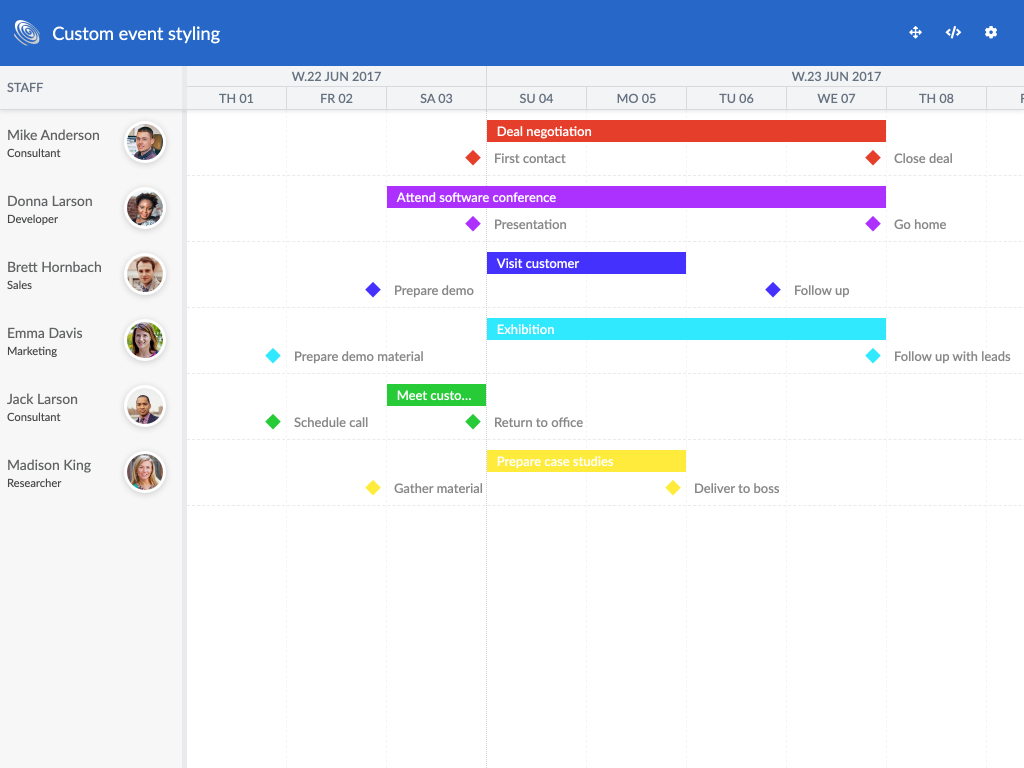 Custom event styling
STAFF
W.22 JUN 2017
W.23 JUN 2017
TH 01
FR 02
SA 03
SU 04
MO 05
TU 06
WE 07
TH 08
Mike Anderson
Consultant
Deal negotiation
First contact
Close deal
Donna Larson
Developer
Attend software conference
Presentation
Go home
Brett Hornbach
Sales
Visit customer
Prepare demo
Follow up
Emma Davis
Marketing
Exhibition
Prepare demo material
Follow up with leads
Jack Larson
Consultant
Meet custo...
Schedule call
Return to office
Madison King
Researcher
Prepare case studies
Gather material
Deliver to boss